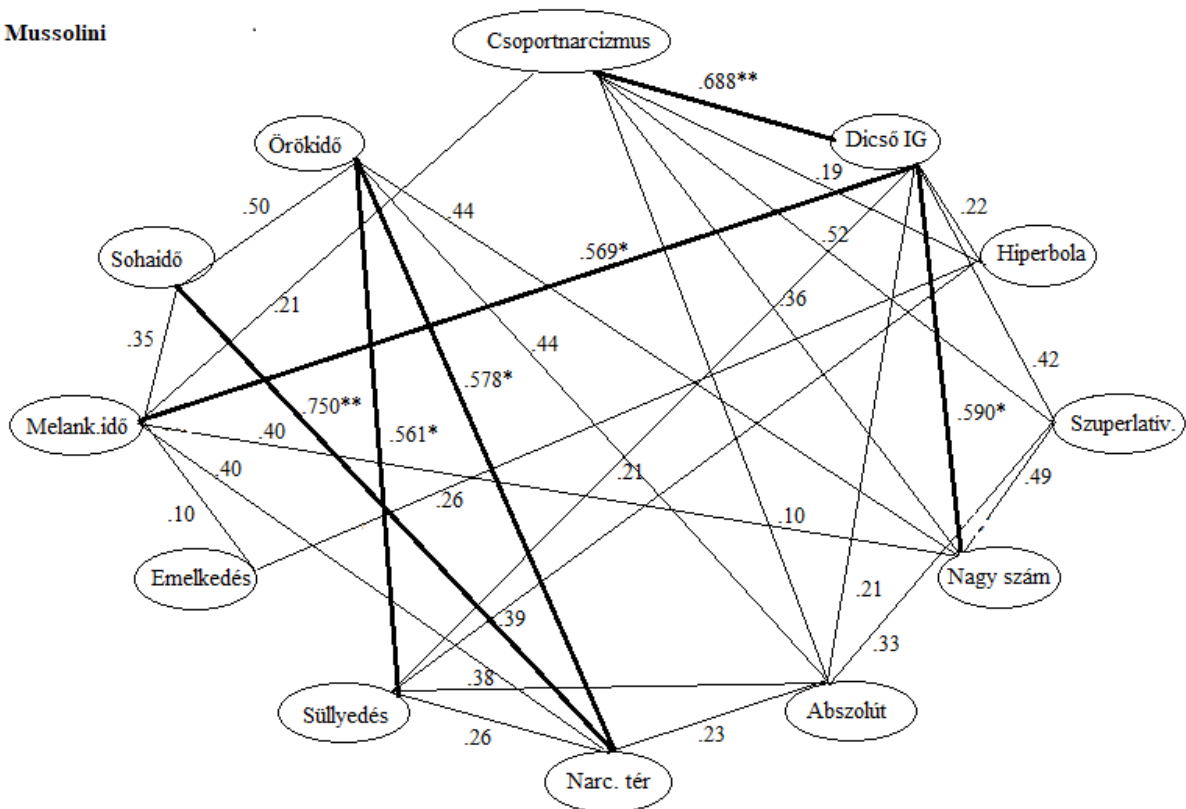 Mussolini
Csoportnarcizmus
.688**
Örökidő
Dicső IG
.19
.50
.44
.22
.52
Sohaidő
.569*
Hiperbola
.21
.36
.35
.44
.578*
.42
.750**
.590*
Melank.idő
.561*
Szuperlativ.
.40
.40
.21
.49
.26
.10
.10
Emelkedés
Nagy szám
.21
.39
.33
.38
Süllyedés
Abszolút
.26
.23
Narc. tér